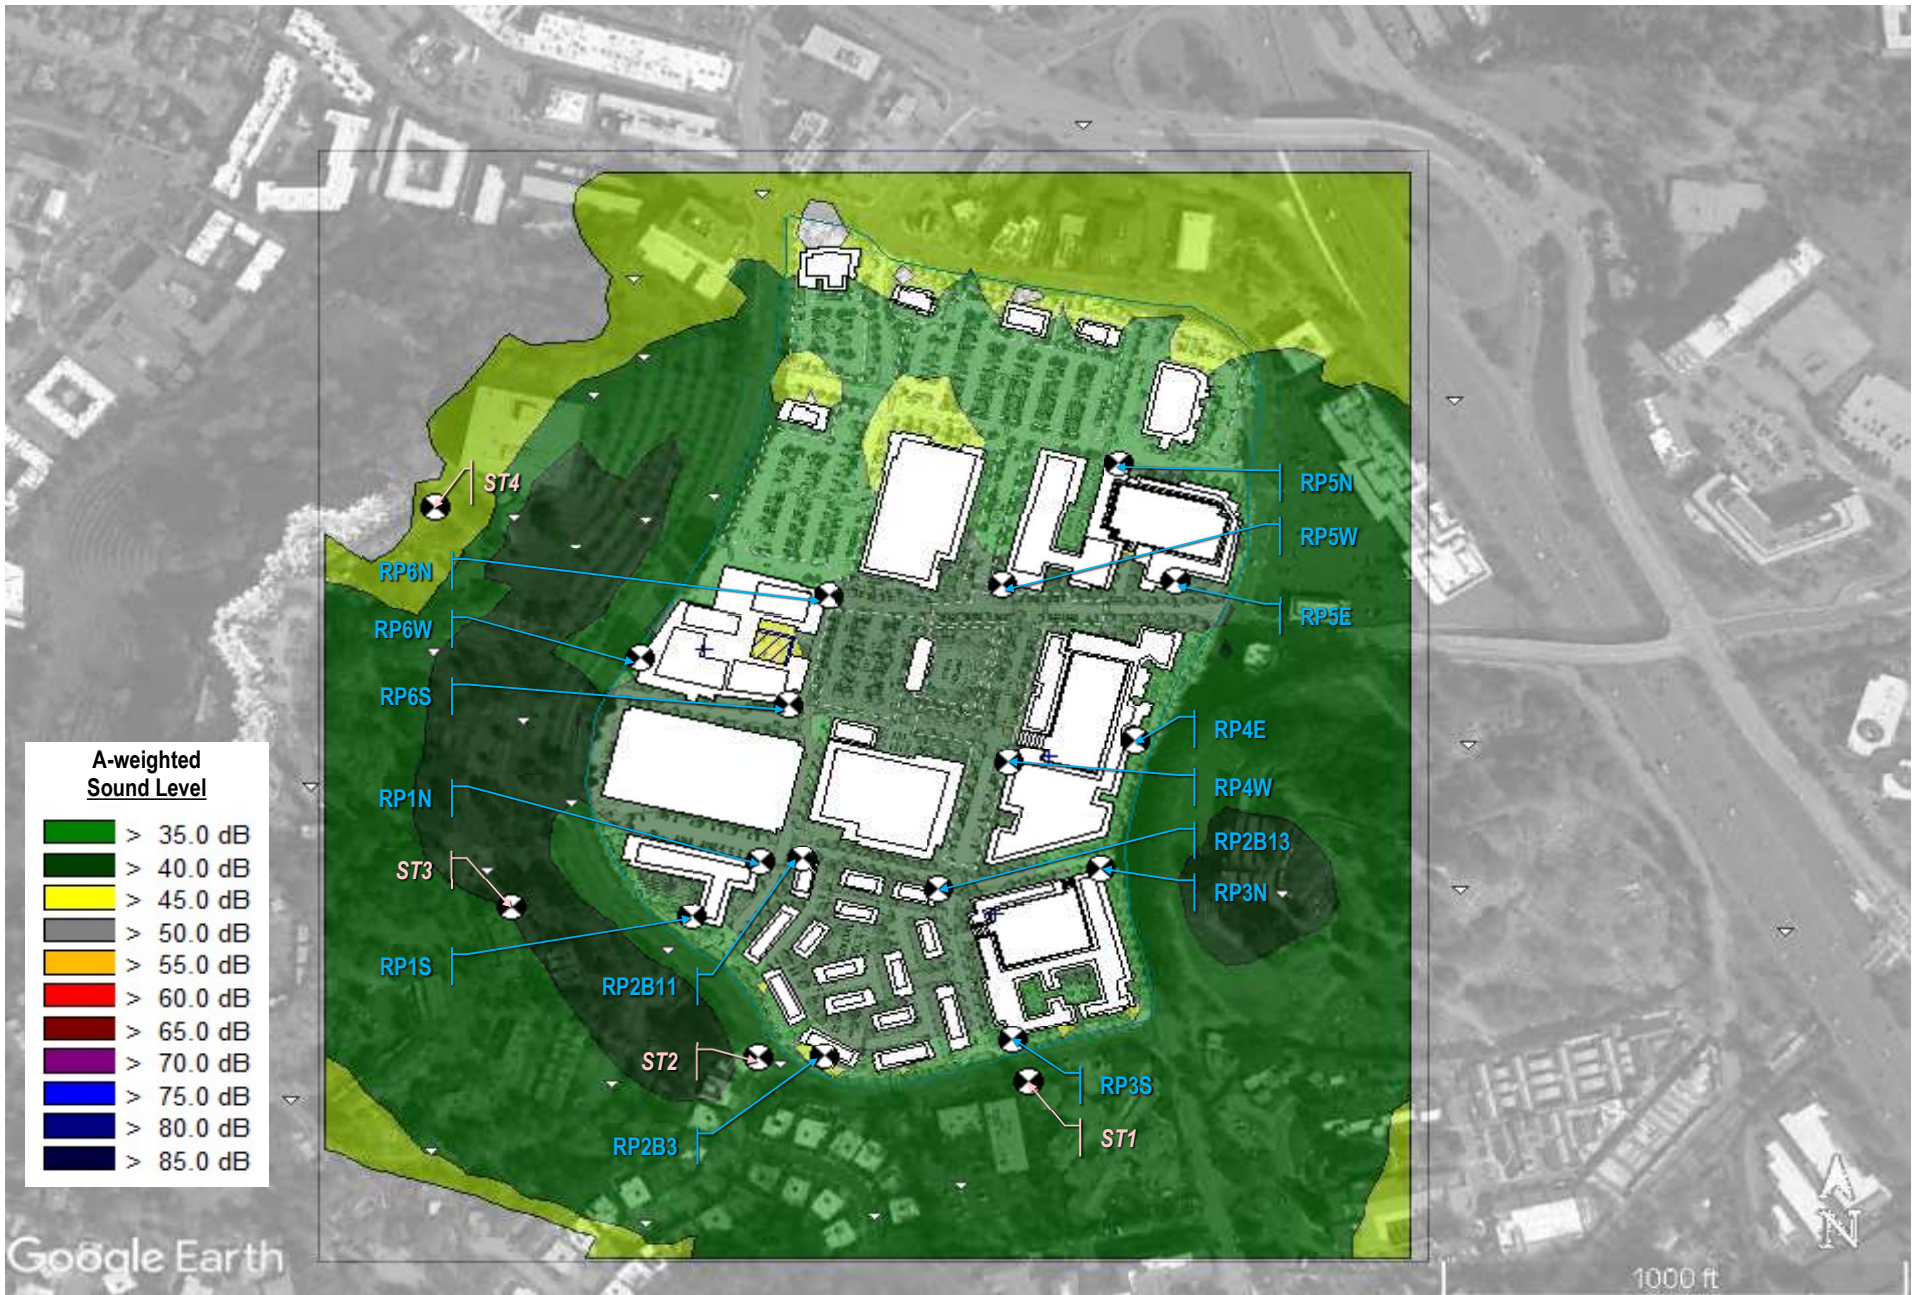 ST4
RP5N
RP5W
RP6N
RP5E
RP6W
RP6S
RP4E
A-weighted
Sound Level
> 35.0 dB
> 40.0 dB
> 45.0 dB
> 50.0 dB
> 55.0 dB
> 60.0 dB
> 65.0 dB
> 70.0 dB
> 75.0 dB
> 80.0 dB
> 85.0 dB
RP1N
RP4W
RP2B13
ST3
RP3N
RP1S
RP2B11
ST2
RP3S
RP2B3
ST1
N
Google Earth
1000 ft